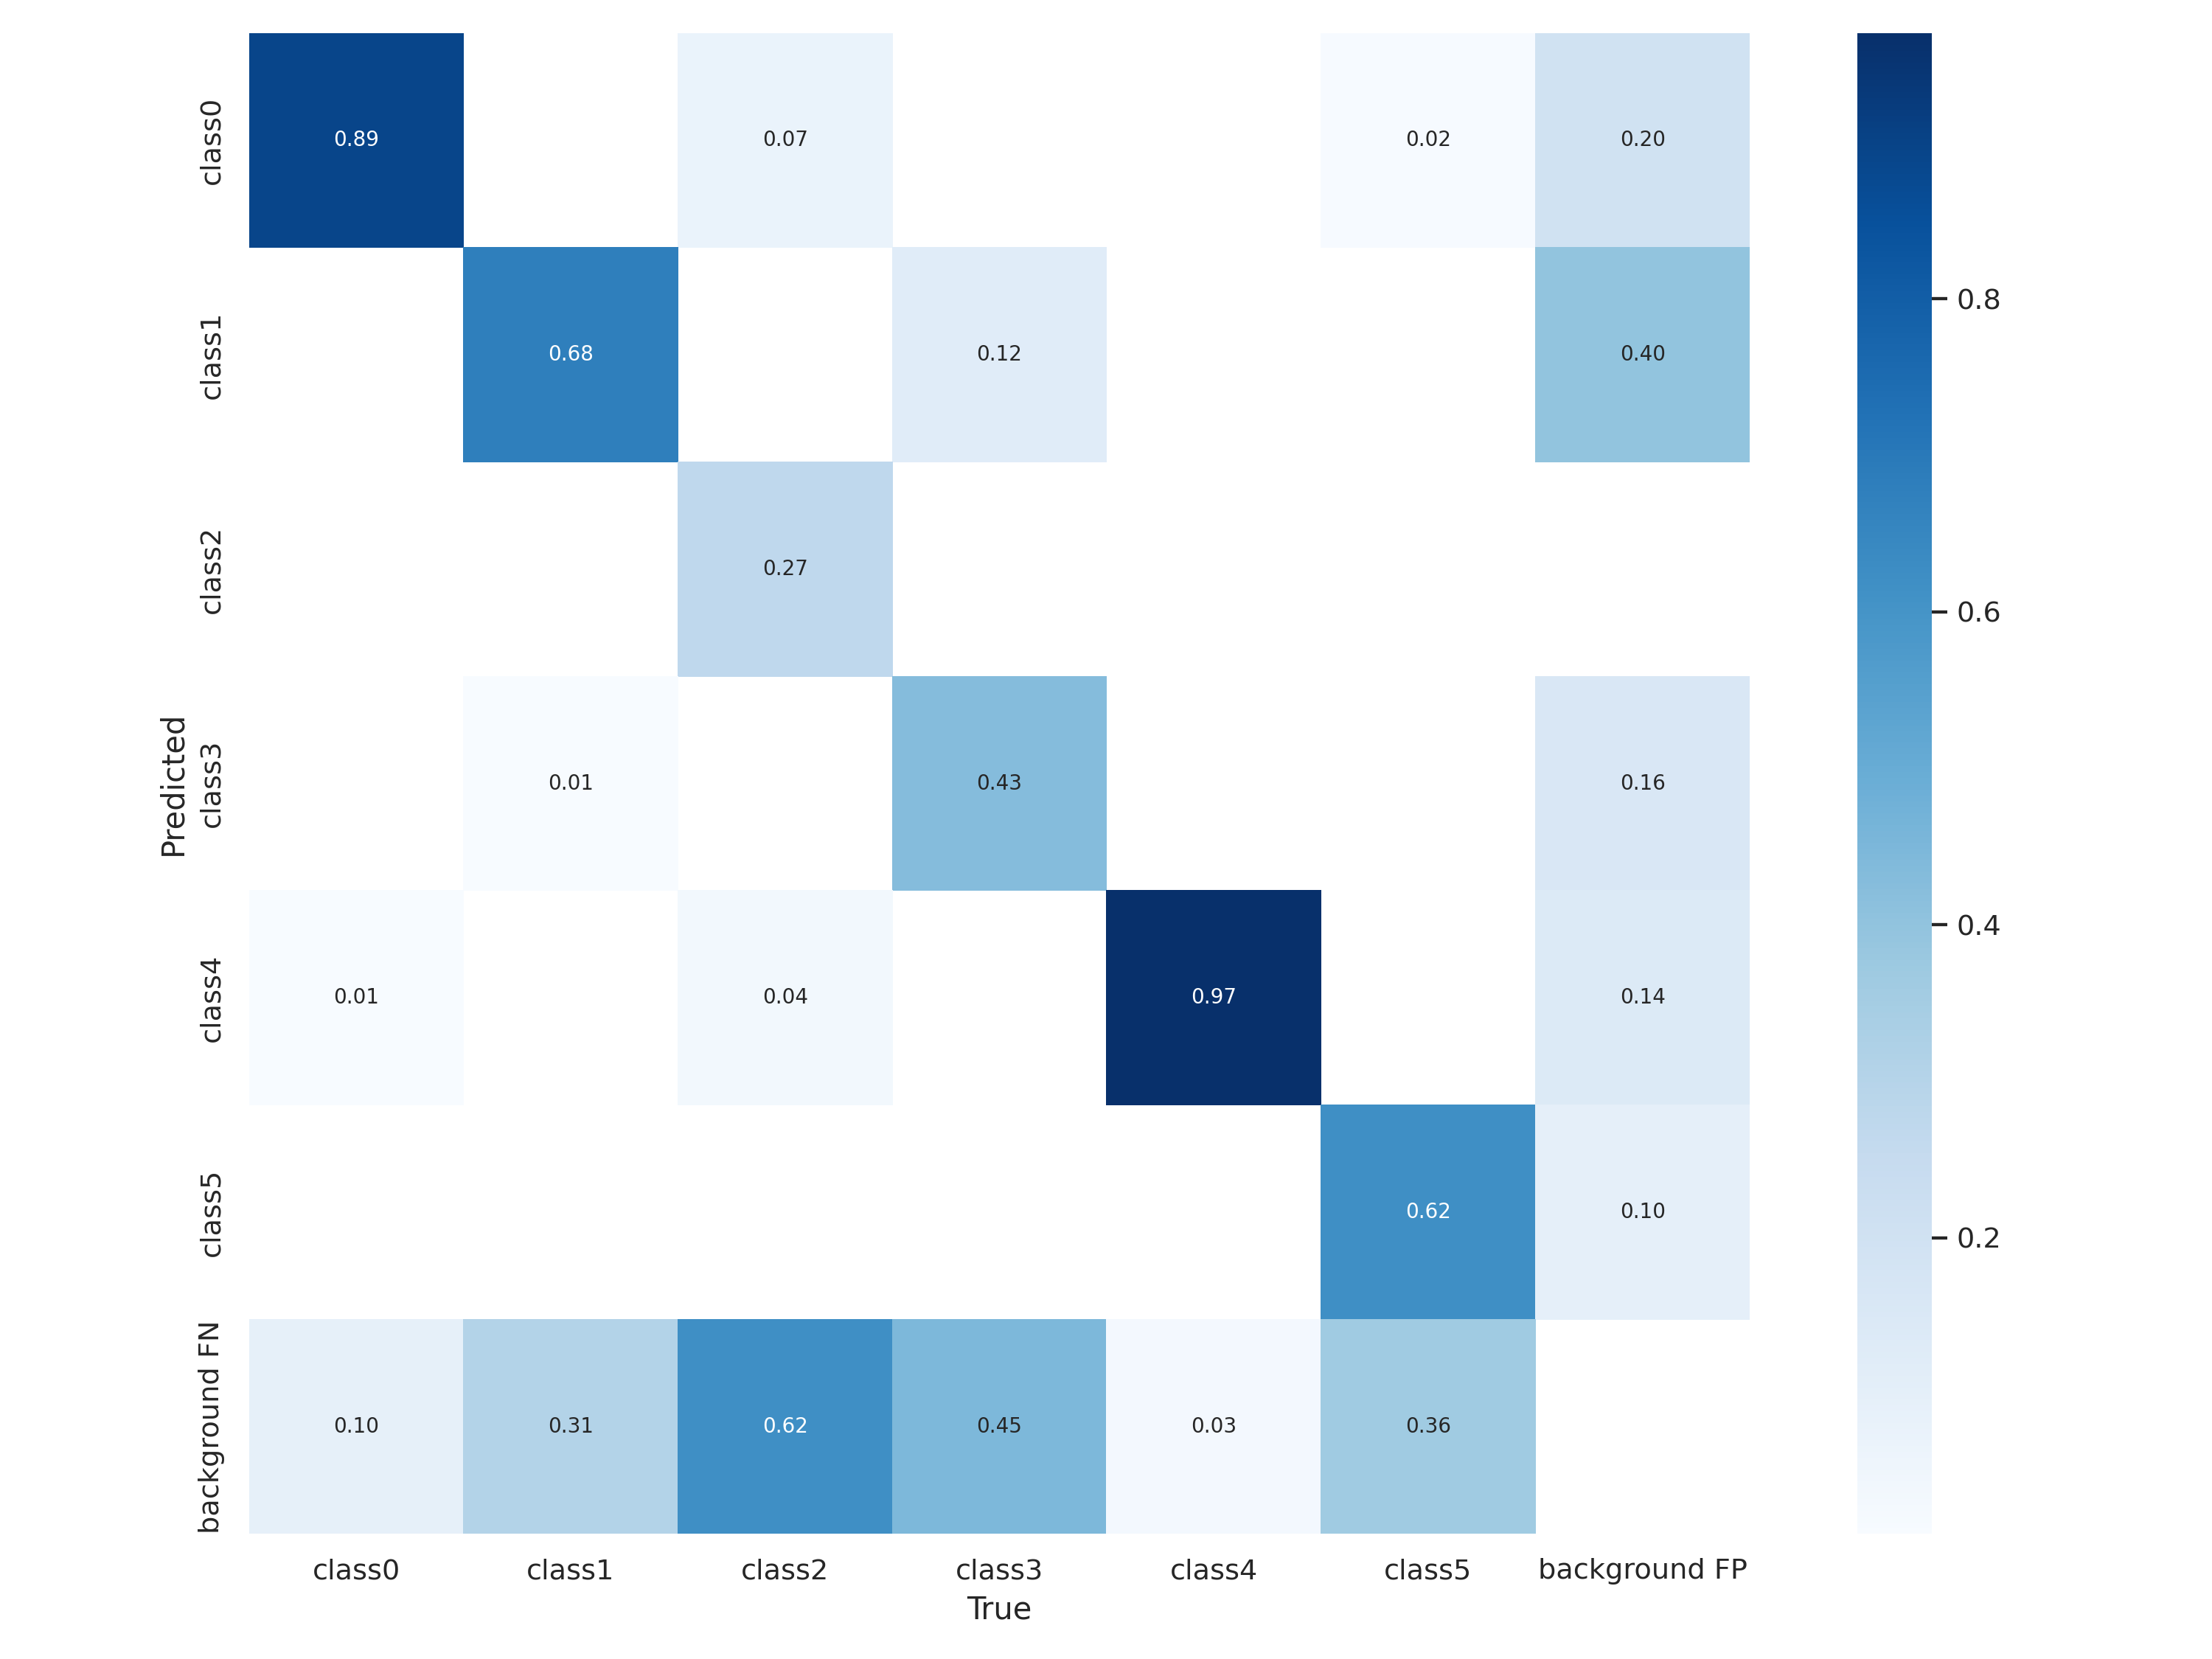 class0
0.89
0.07
0.02
0.20
class1
0.68
0.12
0.40
0.8
class2
0.27
0.6
Predicted
class3
0.01
0.43
0.16
0.4
class4
0.01
0.04
0.97
0.14
class5
0.62
0.10
0.2
background FN
0.10
0.31
0.62
0.45
0.03
0.36
class0
class1
class2
class3
class4
class5
background FP
True